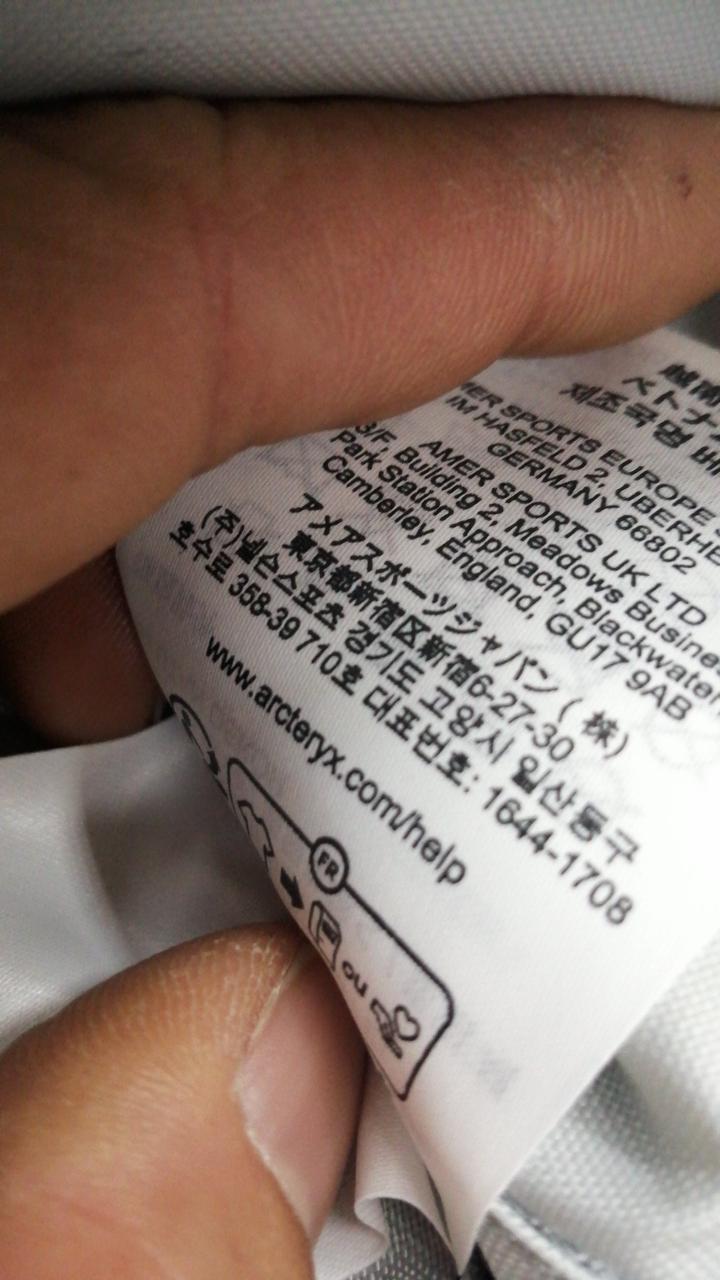 越南
ベトナ
제조국명 베
MER SPORTS EUROPE
IM HASFELD 2, UBERHE
GERMANY 66802
AMER SPORTS UK LTD
3/F, Building 2, Meadows Busine
Park Station Approach, Blackwater
Camberley, England, GU17 9AB
アメアスポーツジャパン ( 株)
東京都新宿区新宿6-27-30
(주)넬슨스포츠 경기도 고양시 일산동구
호수로 358-39 710호 대표번호: 1644-1708
www.arcteryx.com/help
FR
ou